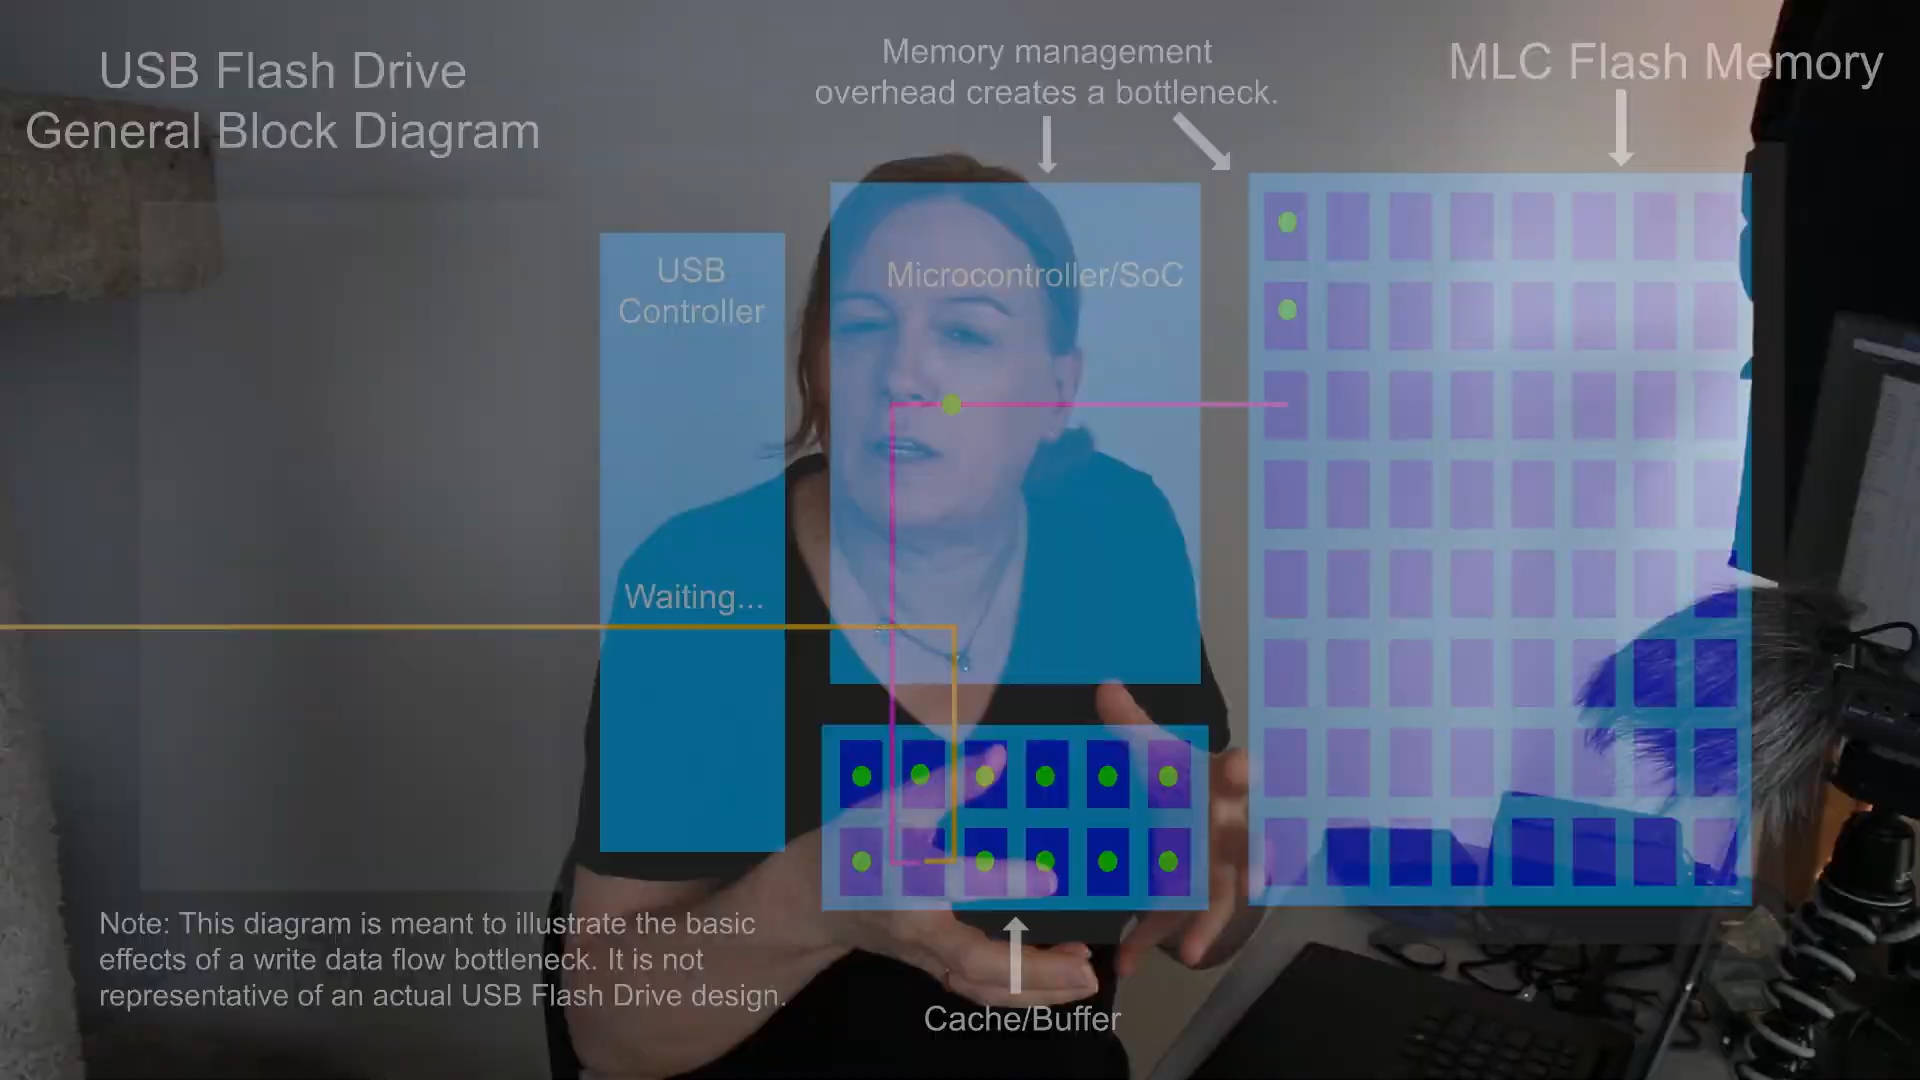 USB Flash Drive
General Block Diagram
Memory management
overhead creates a bottleneck.
MLC Flash Memory
USB
Controller
Microcontroller/SoC
Waiting...
Note: This diagram is meant to illustrate the basic
effects of a write data flow bottleneck. It is not
representative of an actual USB Flash Drive design.
Cache/Buffer